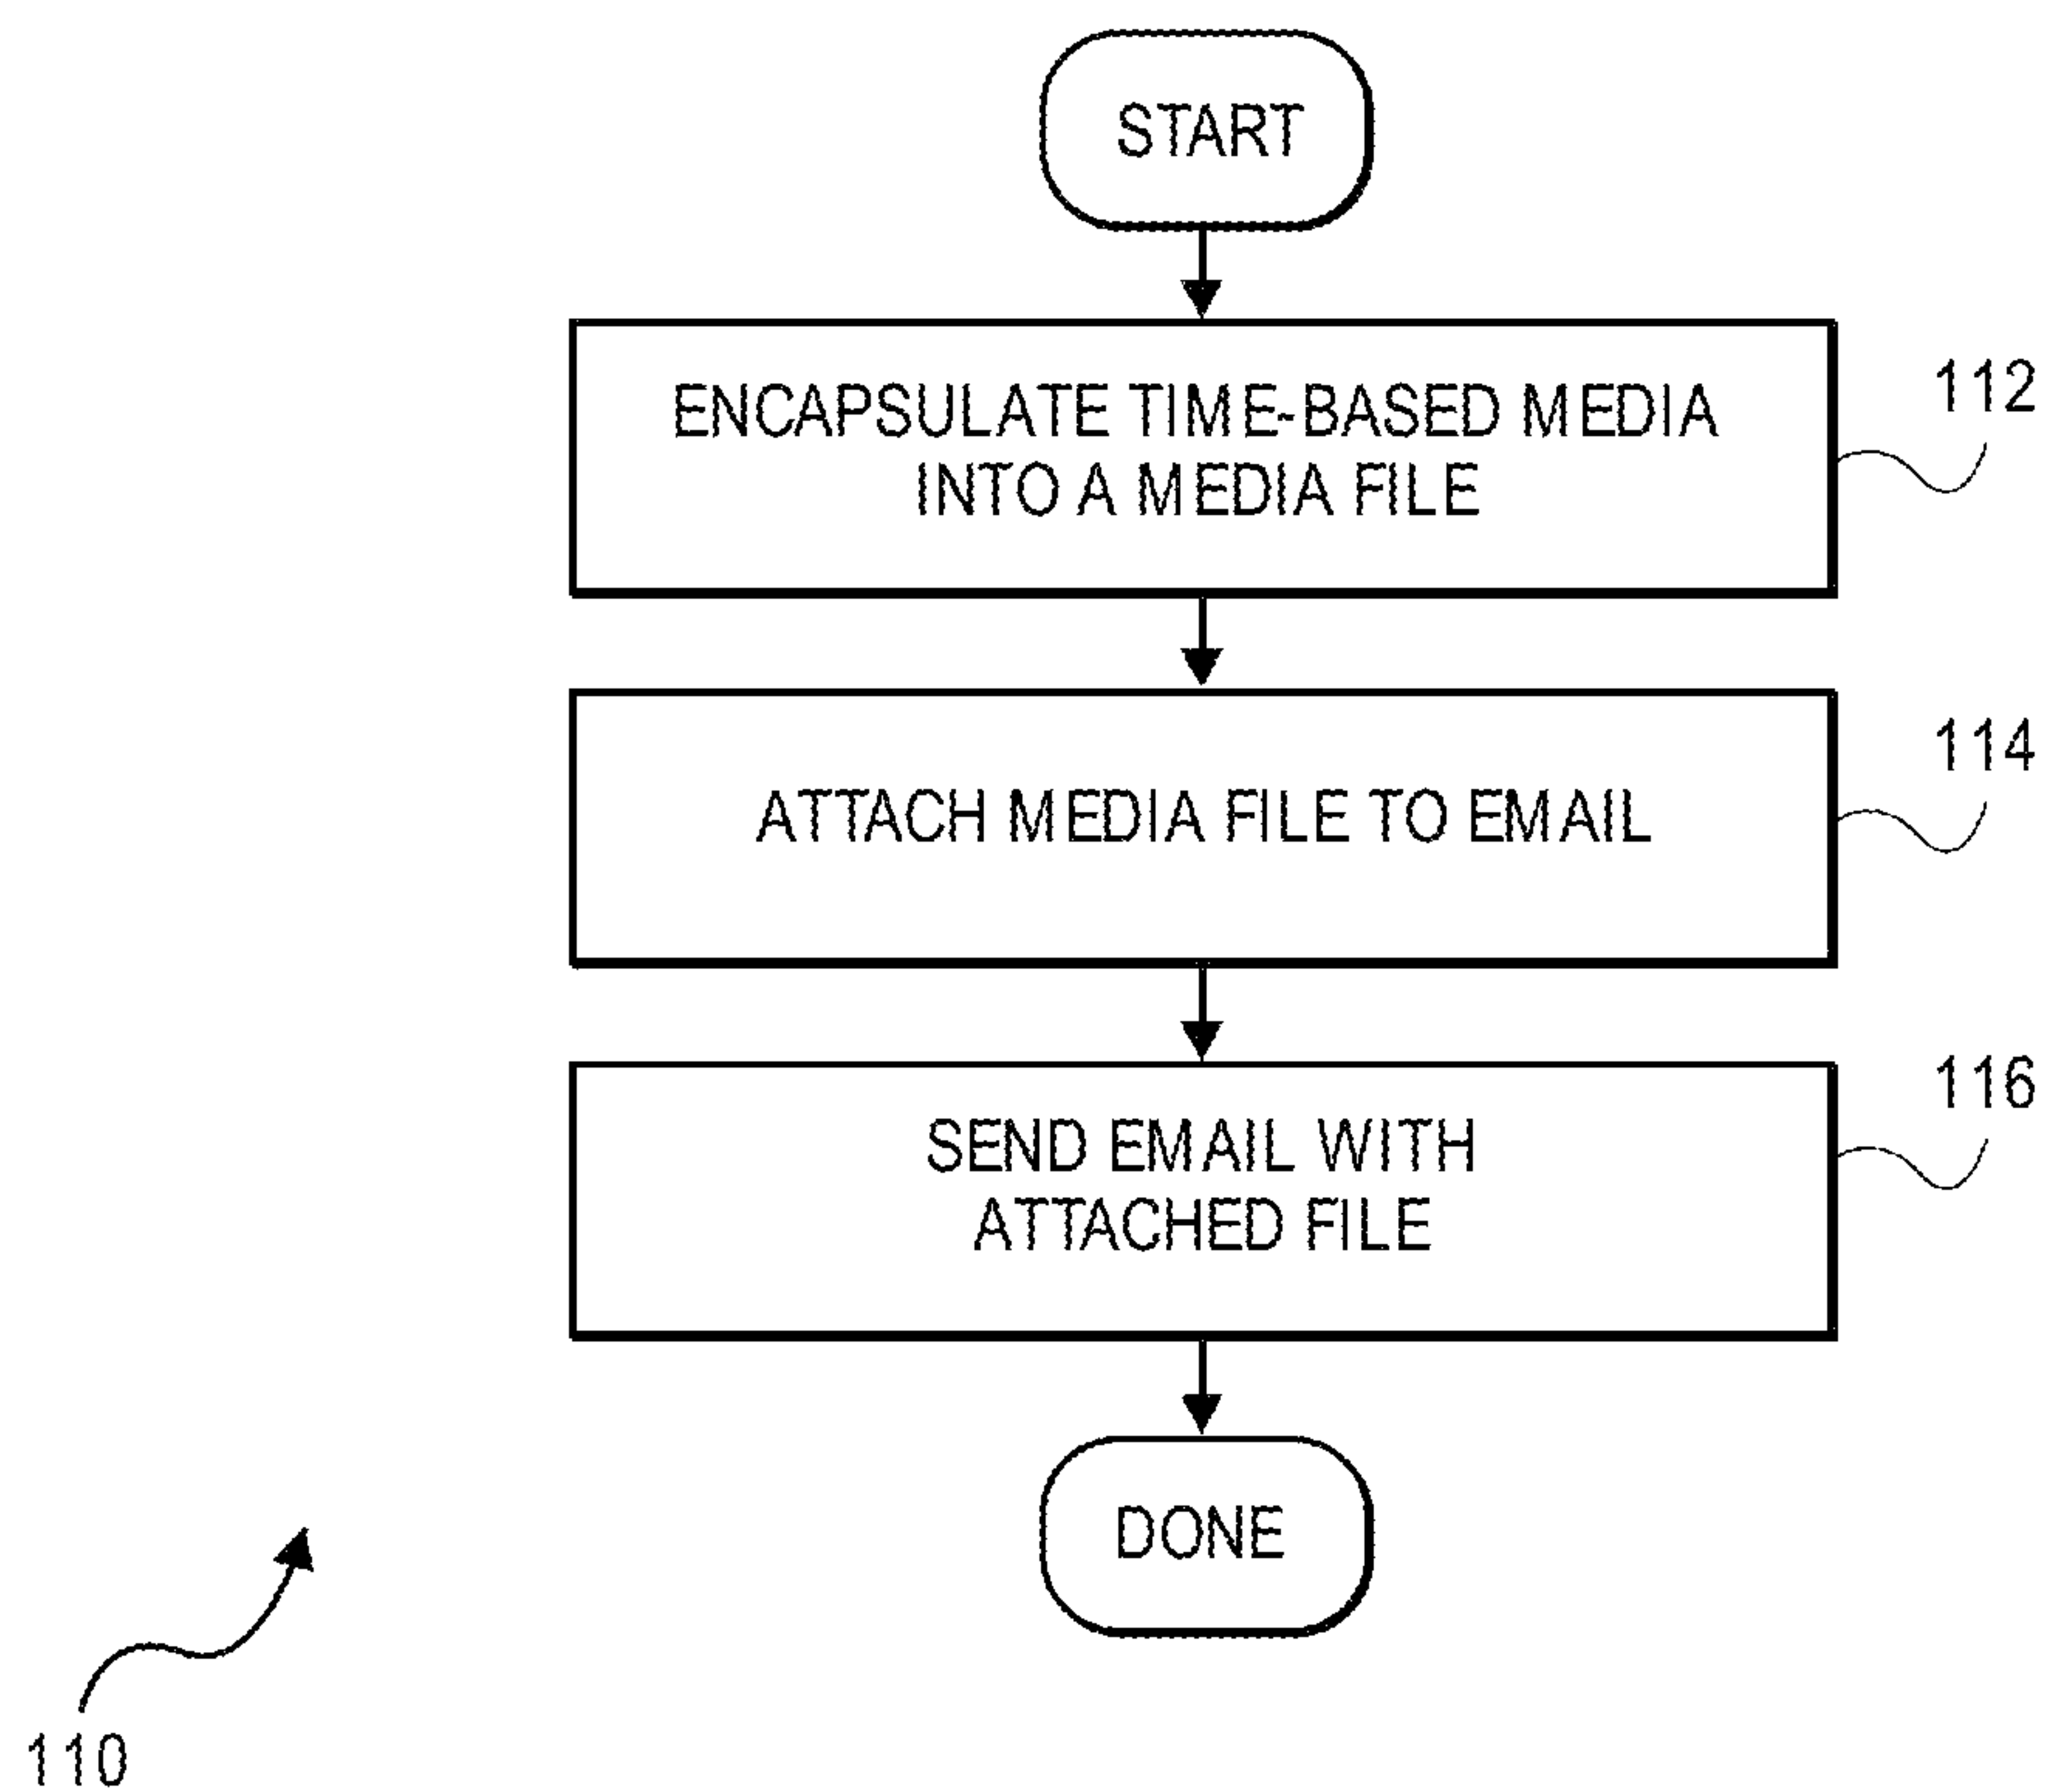 START
ENCAPSULATE TIME-BASED MEDIA
INTO A MEDIA FILE
112
ATTACH MEDIA FILE TO EMAIL
114
SEND EMAIL WITH
ATTACHED FILE
116
DONE
110